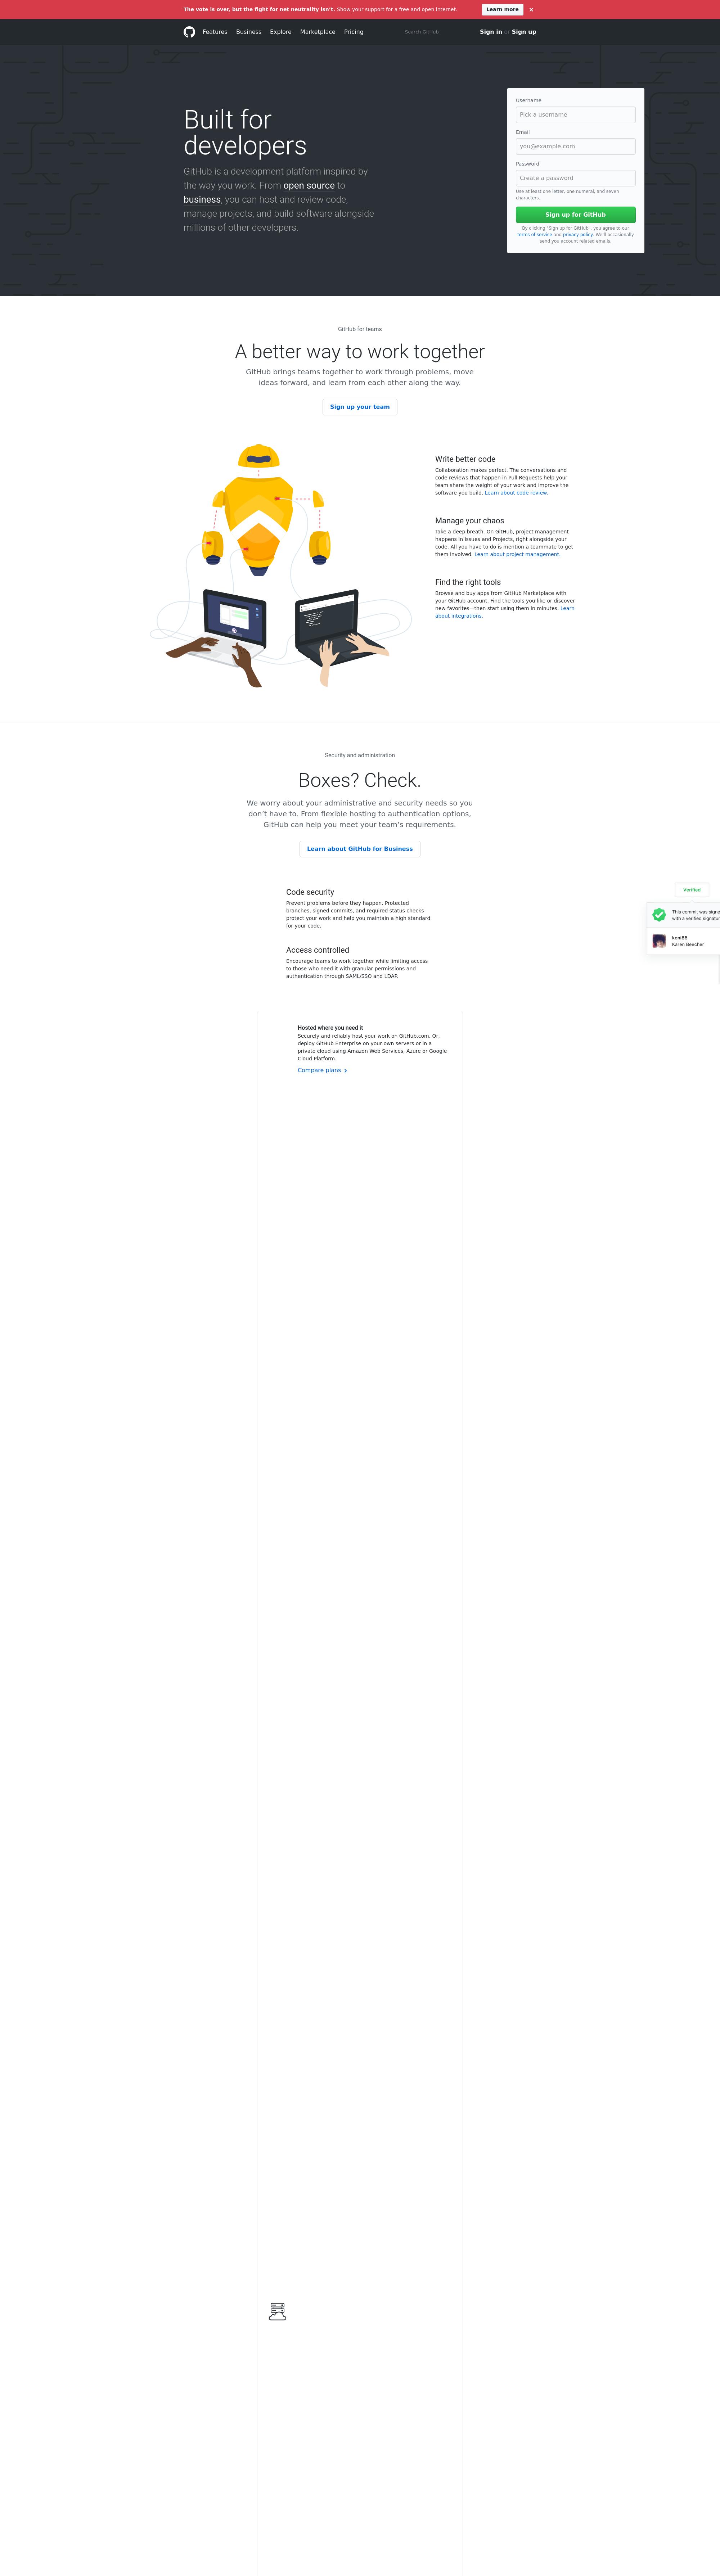 The vote is over, but the fight for net neutrality isn't. Show your support for a free and open internet.
Learn more
Features Business Explore Marketplace Pricing
Search GitHub
Sign in or Sign up
Built for
developers
GitHub is a development platform inspired by
the way you work. From open source to
business, you can host and review code,
manage projects, and build software alongside
millions of other developers.
Username
Pick a username
Email
you@example.com
Password
Create a password
Use at least one letter, one numeral, and seven
characters.
Sign up for GitHub
By clicking "Sign up for GitHub", you agree to our
terms of service and privacy policy. We'll occasionally
send you account related emails.
GitHub for teams
A better way to work together
GitHub brings teams together to work through problems, move
ideas forward, and learn from each other along the way.
Sign up your team
Write better code
Collaboration makes perfect. The conversations and
code reviews that happen in Pull Requests help your
team share the weight of your work and improve the
software you build. Learn about code review.
Manage your chaos
Take a deep breath. On GitHub, project management
happens in Issues and Projects, right alongside your
code. All you have to do is mention a teammate to get
them involved. Learn about project management.
Find the right tools
Browse and buy apps from GitHub Marketplace with
your GitHub account. Find the tools you like or discover
new favorites—then start using them in minutes. Learn
about integrations.
Security and administration
Boxes? Check.
We worry about your administrative and security needs so you
don't have to. From flexible hosting to authentication options,
GitHub can help you meet your team's requirements.
Learn about GitHub for Business
Code security
Prevent problems before they happen. Protected
branches, signed commits, and required status checks
protect your work and help you maintain a high standard
for your code.
Access controlled
Encourage teams to work together while limiting access
to those who need it with granular permissions and
authentication through SAML/SSO and LDAP.
Verified
This commit was signe
with a verified signatur
keni85
Karen Beecher
Hosted where you need it
Securely and reliably host your work on GitHub.com. Or,
deploy GitHub Enterprise on your own servers or in a
private cloud using Amazon Web Services, Azure or Google
Cloud Platform.
Compare plans